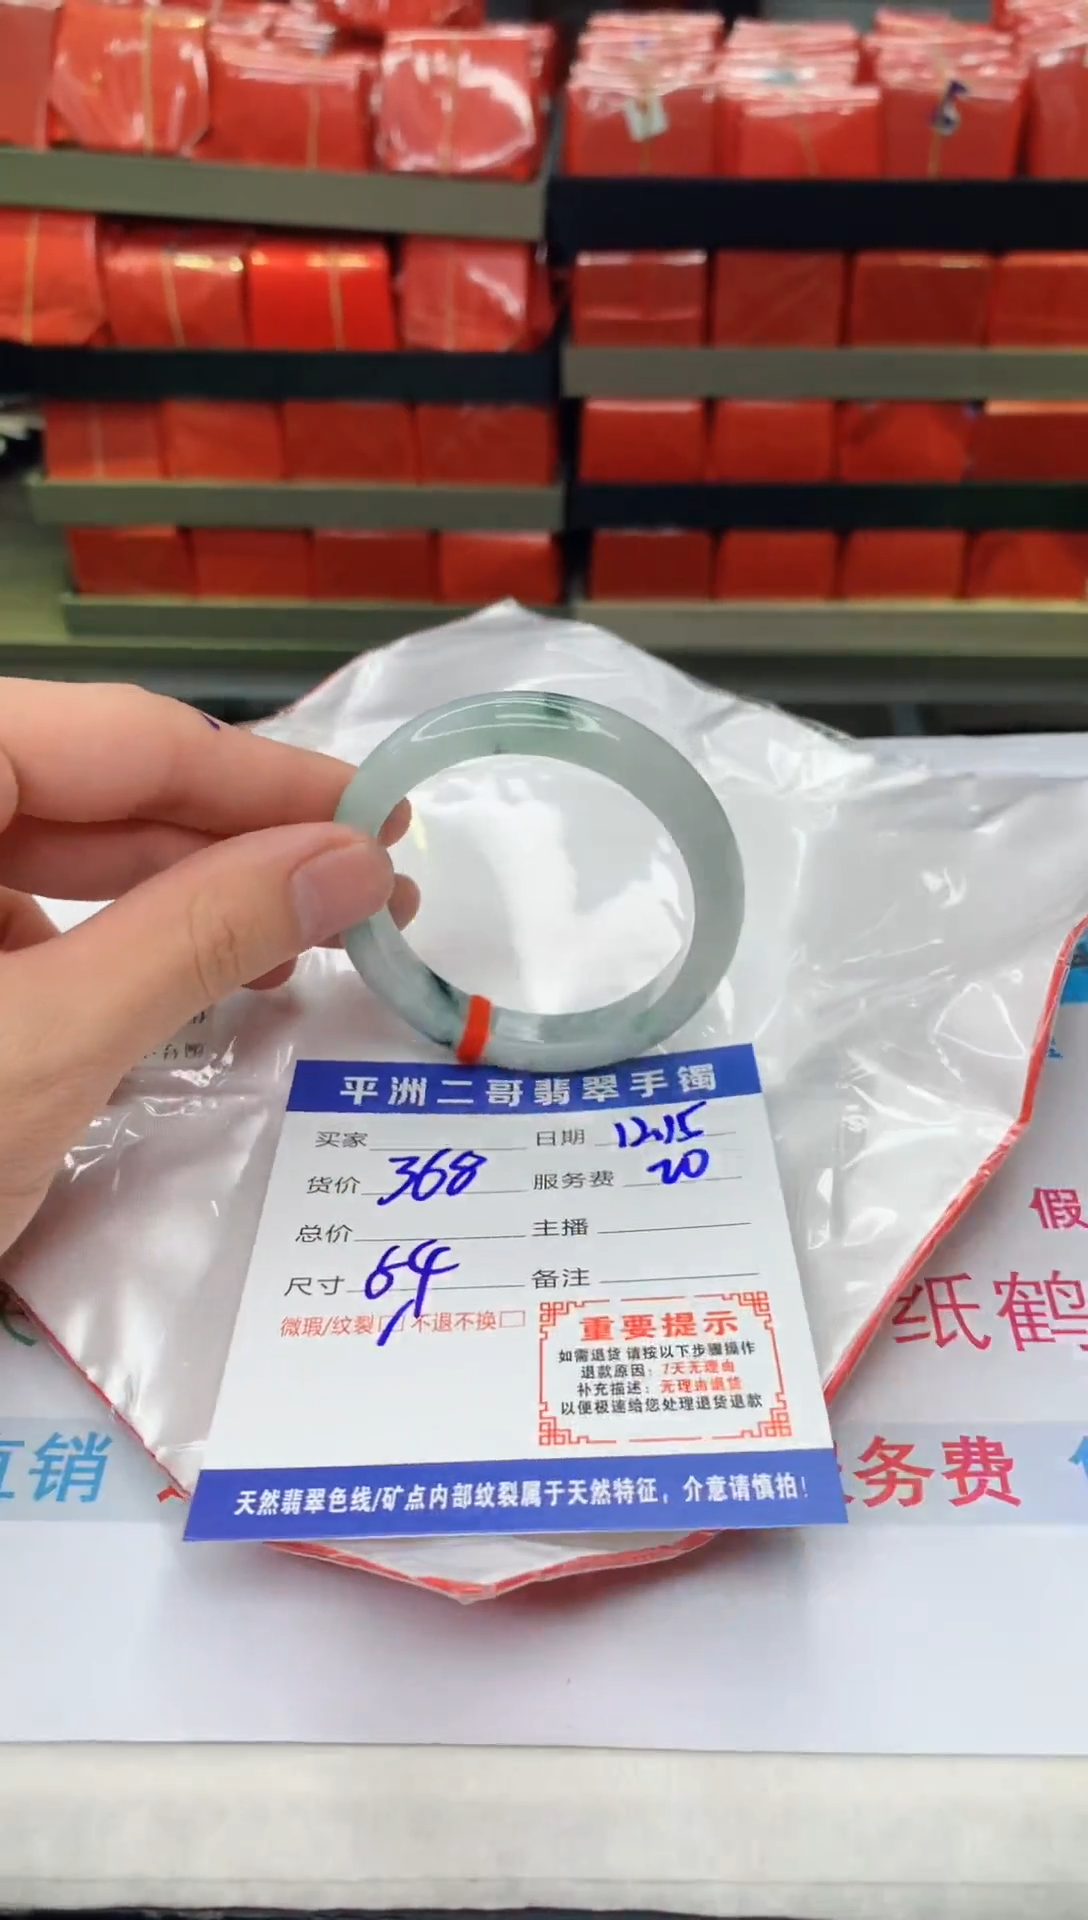 平洲二哥翡翠手镯
买家 日期 12.15
货价 368 服务费 20
总价 主播
尺寸 64 备注
微瑕/纹裂□ 不退不换□
重要提示
如需退货 请按以下步骤操作
退款原因：7天无理由
补充描述：无理由退货
以便极速给您处理退货退款
天然翡翠色线/矿点内部纹裂属于天然特征，介意请慎拍！
假
纸鹤
直销
务费